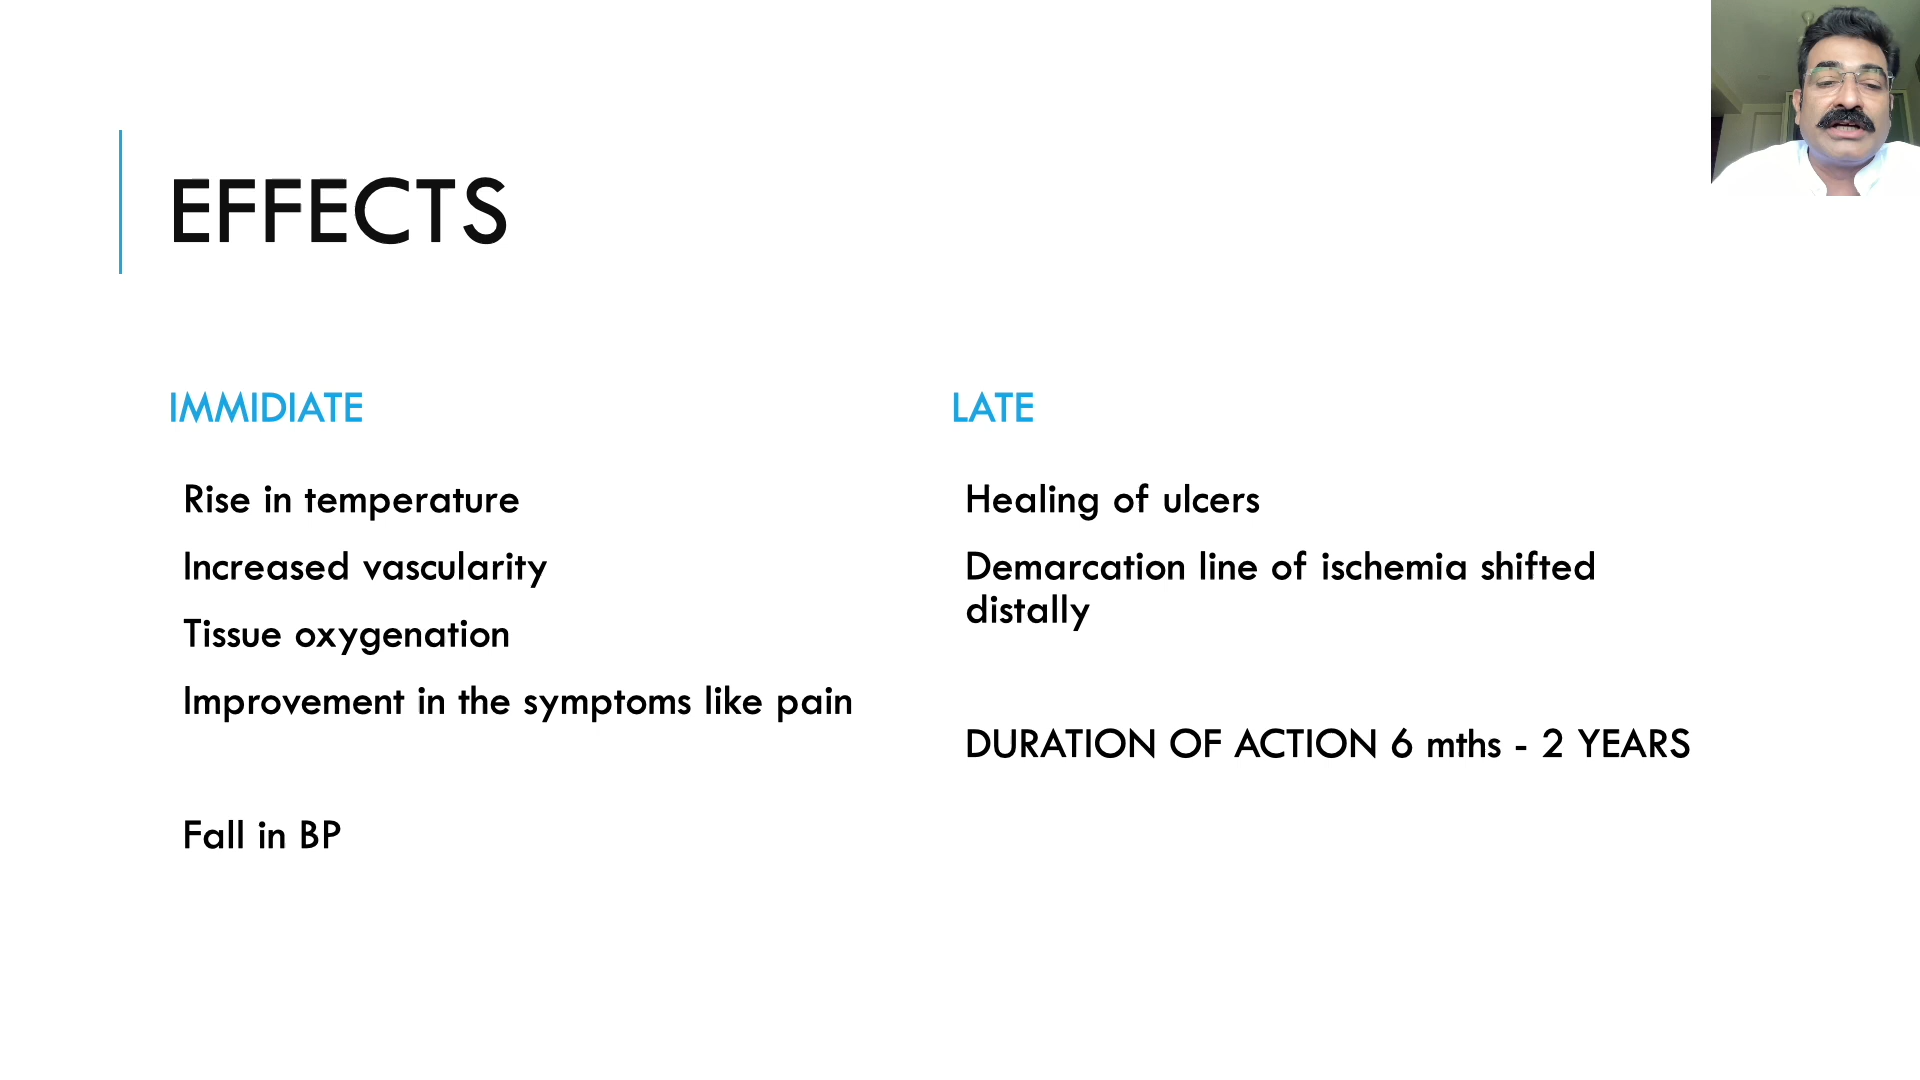 EFFECTS
IMMIDIATE
Rise in temperature
Increased vascularity
Tissue oxygenation
Improvement in the symptoms like pain
Fall in BP
LATE
Healing of ulcers
Demarcation line of ischemia shifted
distally
DURATION OF ACTION 6 mths - 2 YEARS